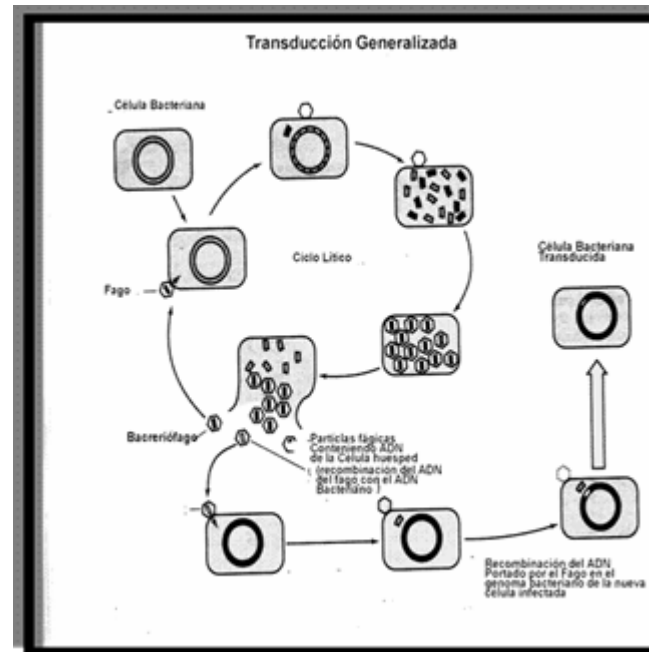 Transducción Generalizada
Célula Bacteriana
Ciclo Lítico
Célula Bacteriana
Transducida
Fago
Bacreriófago
Particlas fágicas
Conteniendo ADN
de la Célula huesped
(recombinación del ADN
del fago con el ADN
Bacteriano )
Recombinación del ADN
Portado por el Fago en el
genoma bacteriano de la nueva
célula infectada